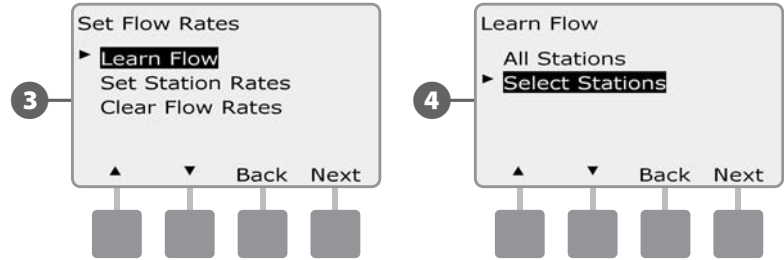 3
Set Flow Rates
► Learn Flow
Set Station Rates
Clear Flow Rates
▲ ▼ Back Next
4
Learn Flow
All Stations
► Select Stations
▲ ▼ Back Next